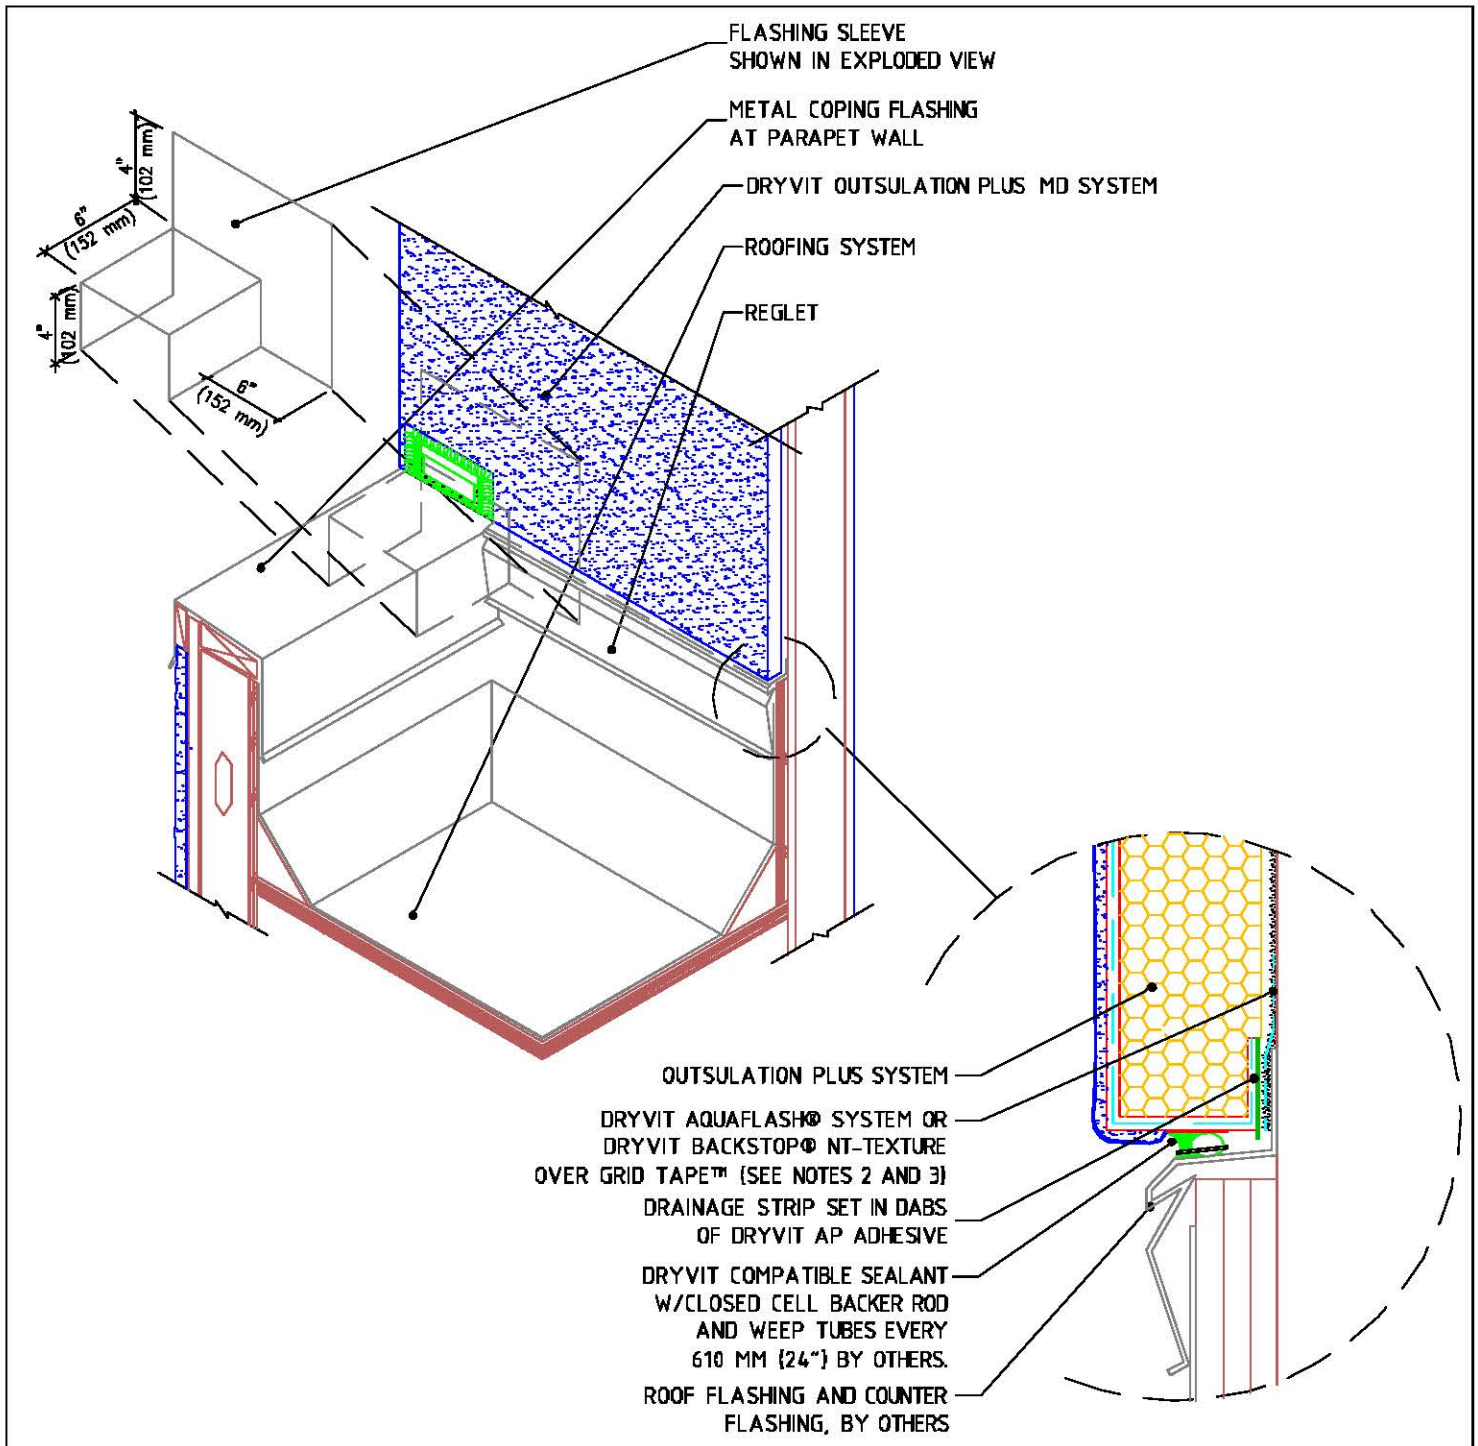 FLASHING SLEEVE
SHOWN IN EXPLODED VIEW
METAL COPING FLASHING
AT PARAPET WALL
DRYVIT OUTSULATION PLUS MD SYSTEM
ROOFING SYSTEM
REGLET
4"
(102 mm)
6"
(152 mm)
4"
(102 mm)
6"
(152 mm)
OUTSULATION PLUS SYSTEM
DRYVIT AQUAFLASH® SYSTEM OR
DRYVIT BACKSTOP® NT-TEXTURE
OVER GRID TAPE™ (SEE NOTES 2 AND 3)
DRAINAGE STRIP SET IN DABS
OF DRYVIT AP ADHESIVE
DRYVIT COMPATIBLE SEALANT
W/CLOSED CELL BACKER ROD
AND WEEP TUBES EVERY
610 MM (24") BY OTHERS.
ROOF FLASHING AND COUNTER
FLASHING, BY OTHERS